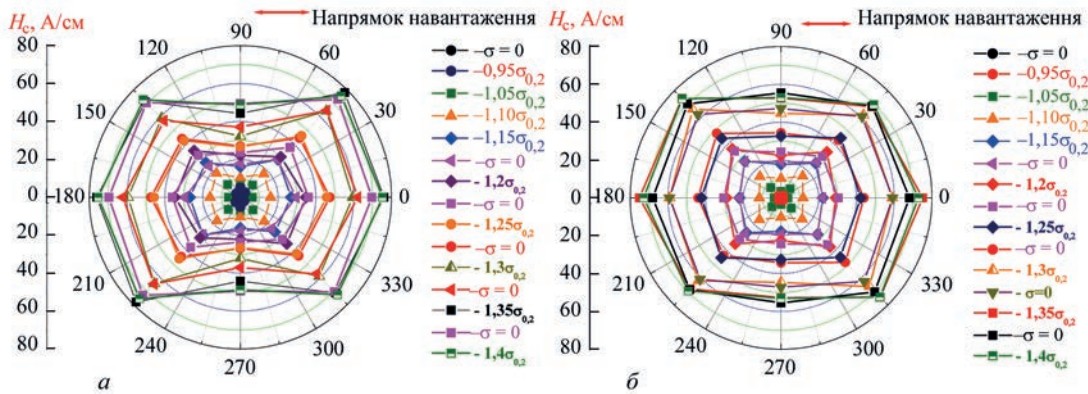 Hc, А/см
Напрямок навантаження
80
60
40
20
0
20
40
60
80
90
60
30
0
330
300
270
240
210
180
150
120
–σ = 0
–0,95σ0,2
–1,05σ0,2
–1,10σ0,2
–1,15σ0,2
–σ = 0
- 1,2σ0,2
–σ = 0
- 1,25σ0,2
–σ = 0
- 1,3σ0,2
–σ = 0
- 1,35σ0,2
–σ = 0
- 1,4σ0,2
а
Hc, А/см
Напрямок навантаження
80
60
40
20
0
20
40
60
80
90
60
30
0
330
300
270
240
210
180
150
120
–σ = 0
–0,95σ0,2
–1,05σ0,2
–1,10σ0,2
–1,15σ0,2
–σ = 0
- 1,2σ0,2
–σ = 0
- 1,25σ0,2
–σ = 0
- 1,3σ0,2
- σ=0
- 1,35σ0,2
–σ = 0
- 1,4σ0,2
б